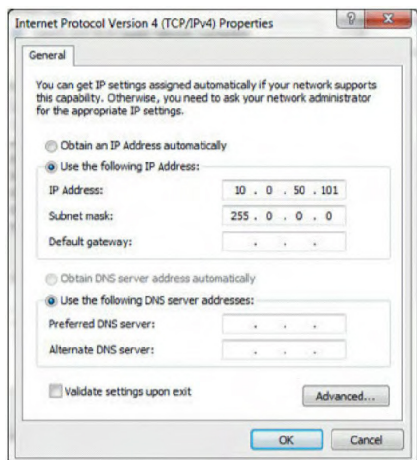 Internet Protocol Version 4 (TCP/IPv4) Properties
General
You can get IP settings assigned automatically if your network supports
this capability. Otherwise, you need to ask your network administrator
for the appropriate IP settings.
Obtain an IP Address automatically
Use the following IP Address:
IP Address: 10 . 0 . 50 . 101
Subnet mask: 255 . 0 . 0 . 0
Default gateway: . . .
Obtain DNS server address automatically
Use the following DNS server addresses:
Preferred DNS server: . . .
Alternate DNS server: . . .
Validate settings upon exit
Advanced...
OK Cancel